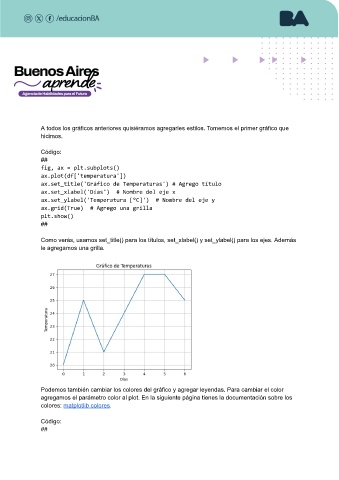 /educacionBA
BA
Buenos Aires
aprende
Agencia de Habilidades para el Futuro
A todos los gráficos anteriores quisiéramos agregarles estilos. Tomemos el primer gráfico que
hicimos.
Código:
##
fig, ax = plt.subplots()
ax.plot(df['temperatura'])
ax.set_title('Gráfico de Temperaturas') # Agrego título
ax.set_xlabel('Días')  # Nombre del eje x
ax.set_ylabel('Temperatura [°C]')  # Nombre del eje y
ax.grid(True)  # Agrego una grilla
plt.show()
##
Como verás, usamos set_title() para los títulos, set_xlabel() y set_ylabel() para los ejes. Además
le agregamos una grilla.
Gráfico de Temperaturas
27
26
25
24
23
22
21
20
Temperatura
0 1 2 3 4 5 6
Días
Podemos también cambiar los colores del gráfico y agregar leyendas. Para cambiar el color
agregamos el parámetro color al plot. En la siguiente página tienes la documentación sobre los
colores: matplotlib colores.
Código:
##